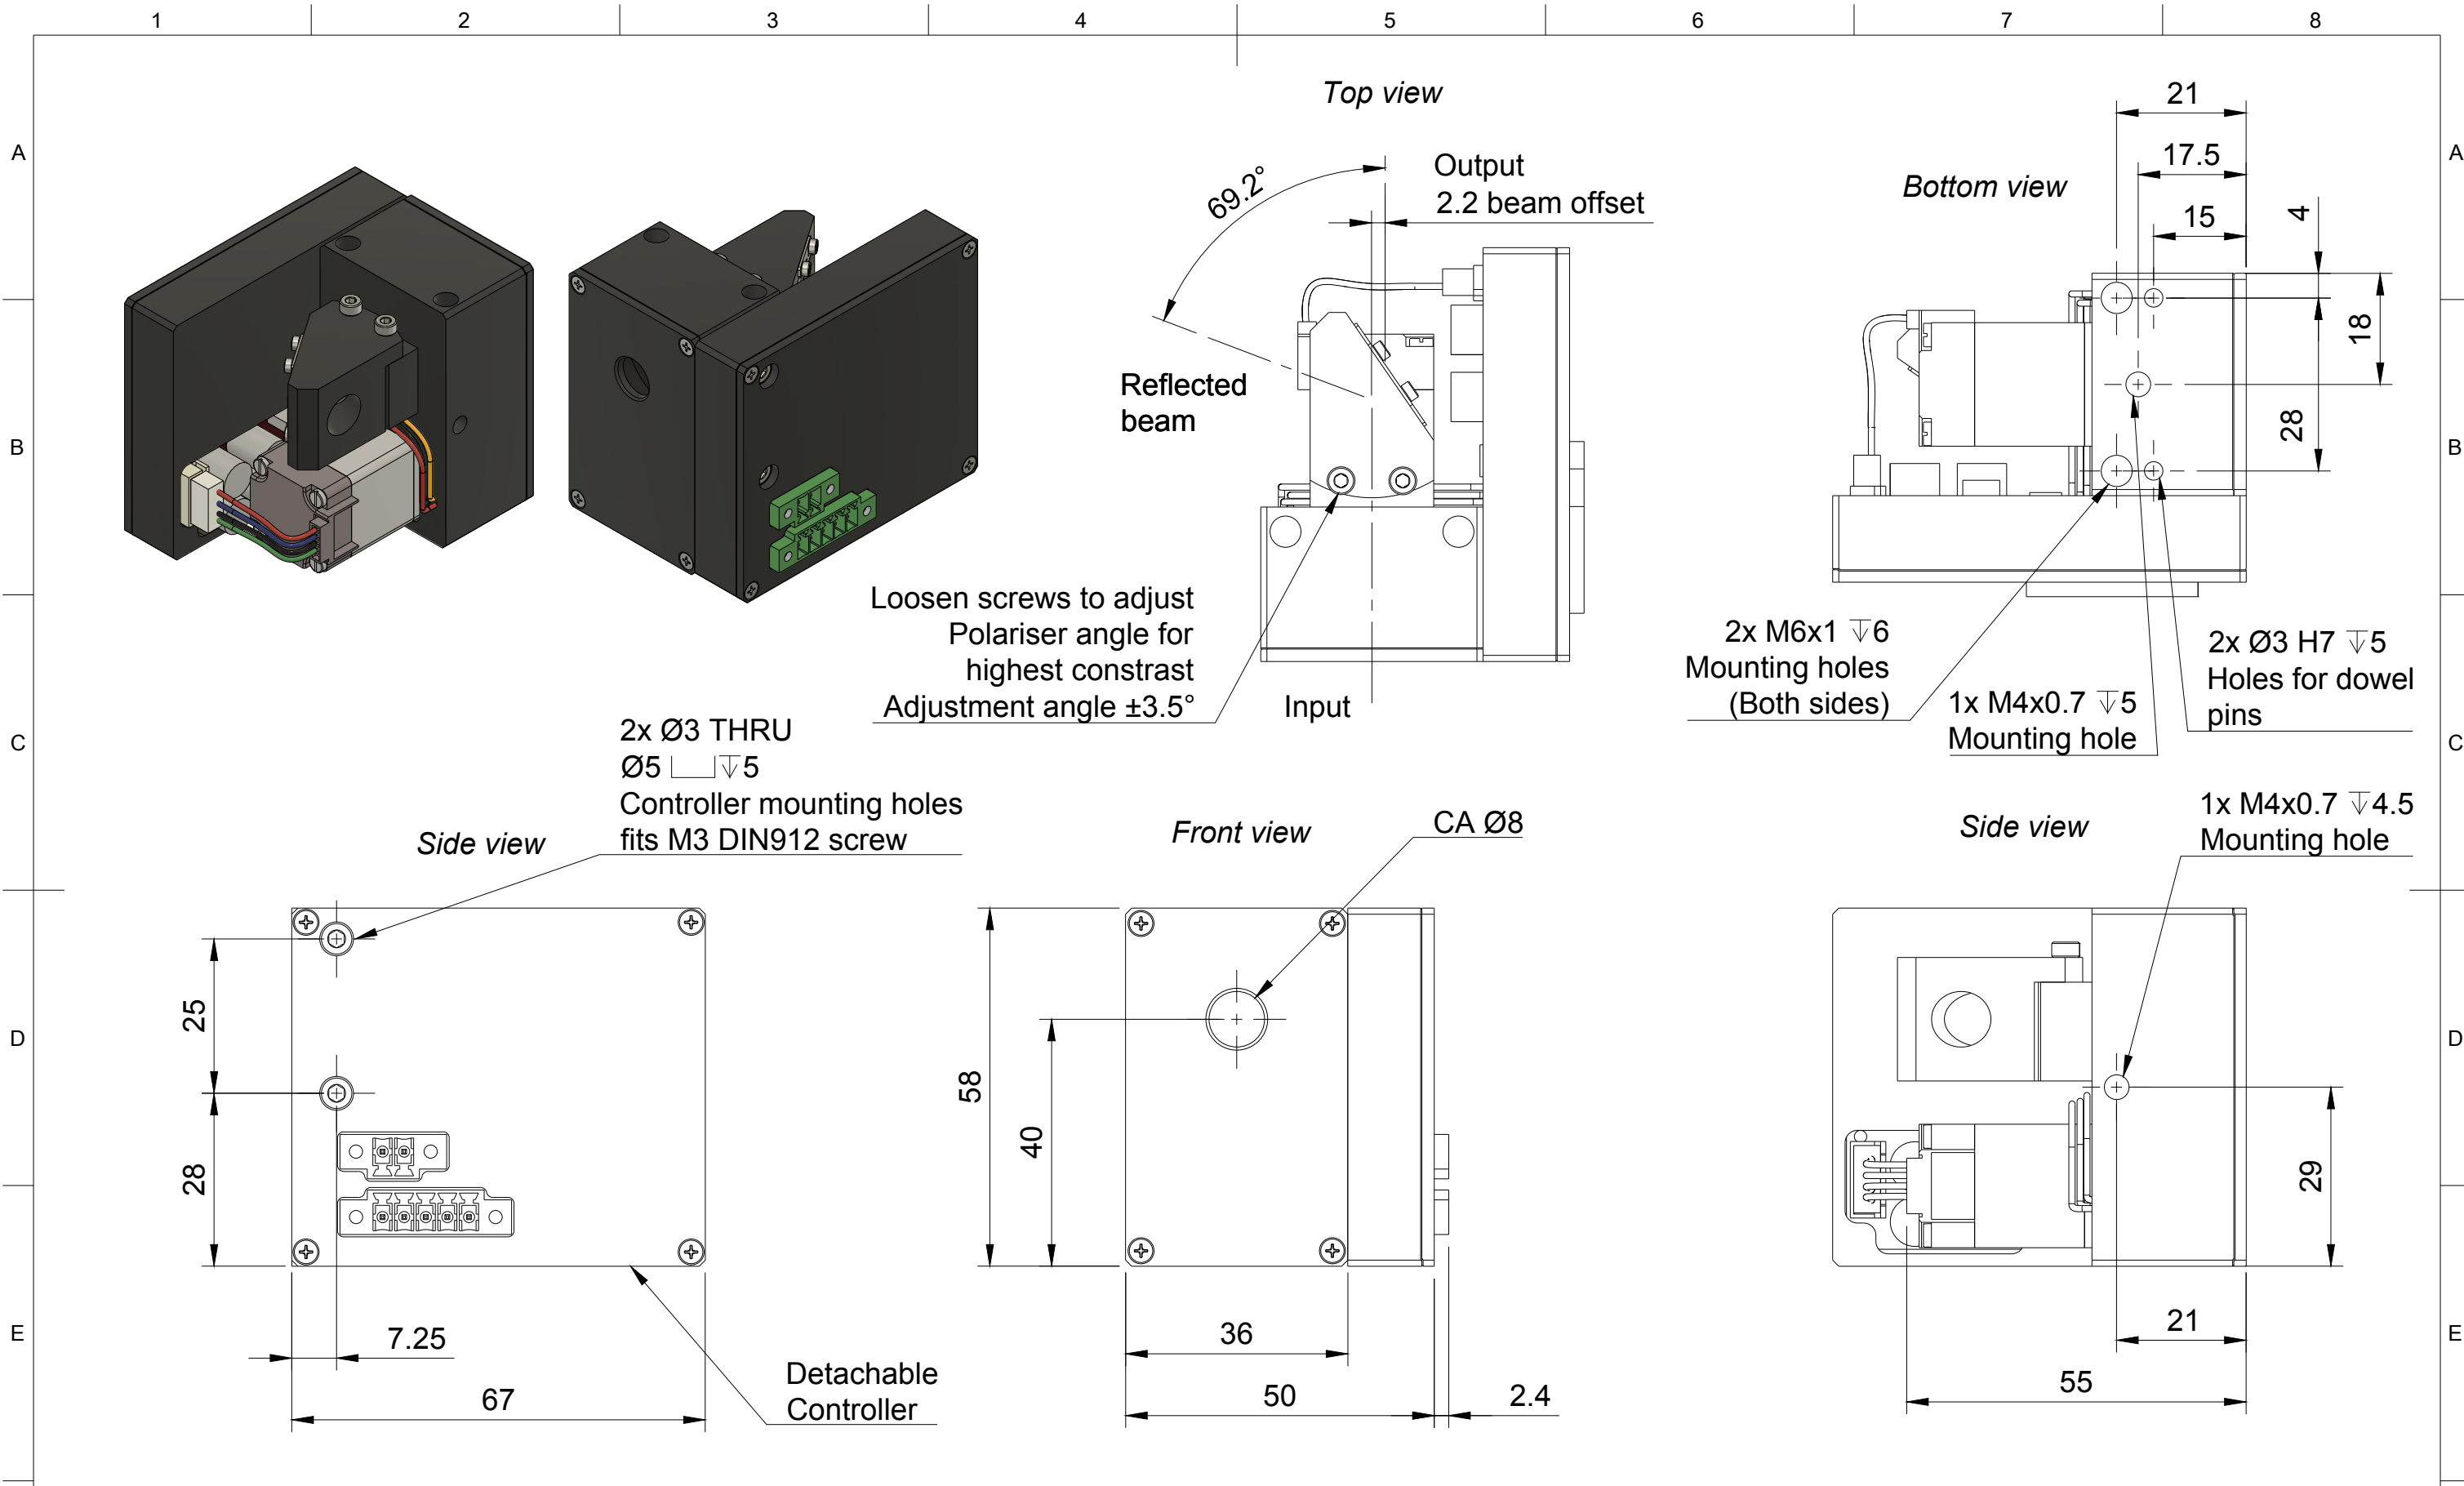 1 2 3 4 5 6 7 8
Top view
21
A
A
17.5
Output
69.2°
Bottom view
2.2 beam offset
15
4
18
Reflected
beam
B
B
28
Loosen screws to adjust
Polariser angle for
highest constrast
Adjustment angle ±3.5°
Input
2x M6x1 ↧6
Mounting holes
(Both sides)
2x Ø3 H7 ↧5
Holes for dowel
pins
1x M4x0.7 ↧5
Mounting hole
2x Ø3 THRU
Ø5 ⌴↧5
Controller mounting holes
fits M3 DIN912 screw
C
C
1x M4x0.7 ↧4.5
Mounting hole
Side view
Front view
CA Ø8
Side view
25
D
D
58
40
28
29
E
E
7.25
36
21
Detachable
Controller
67
50
2.4
55